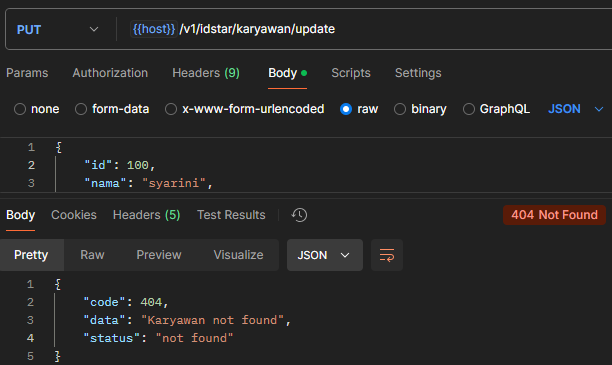 PUT {{host}} /v1/idstar/karyawan/update
Params Authorization Headers (9) Body Scripts Settings
none form-data x-www-form-urlencoded raw binary GraphQL JSON
1 {
2 "id": 100,
3 "nama": "syarini",
Body Cookies Headers (5) Test Results 404 Not Found
Pretty Raw Preview Visualize JSON
1 {
2 "code": 404,
3 "data": "Karyawan not found",
4 "status": "not found"
5 }